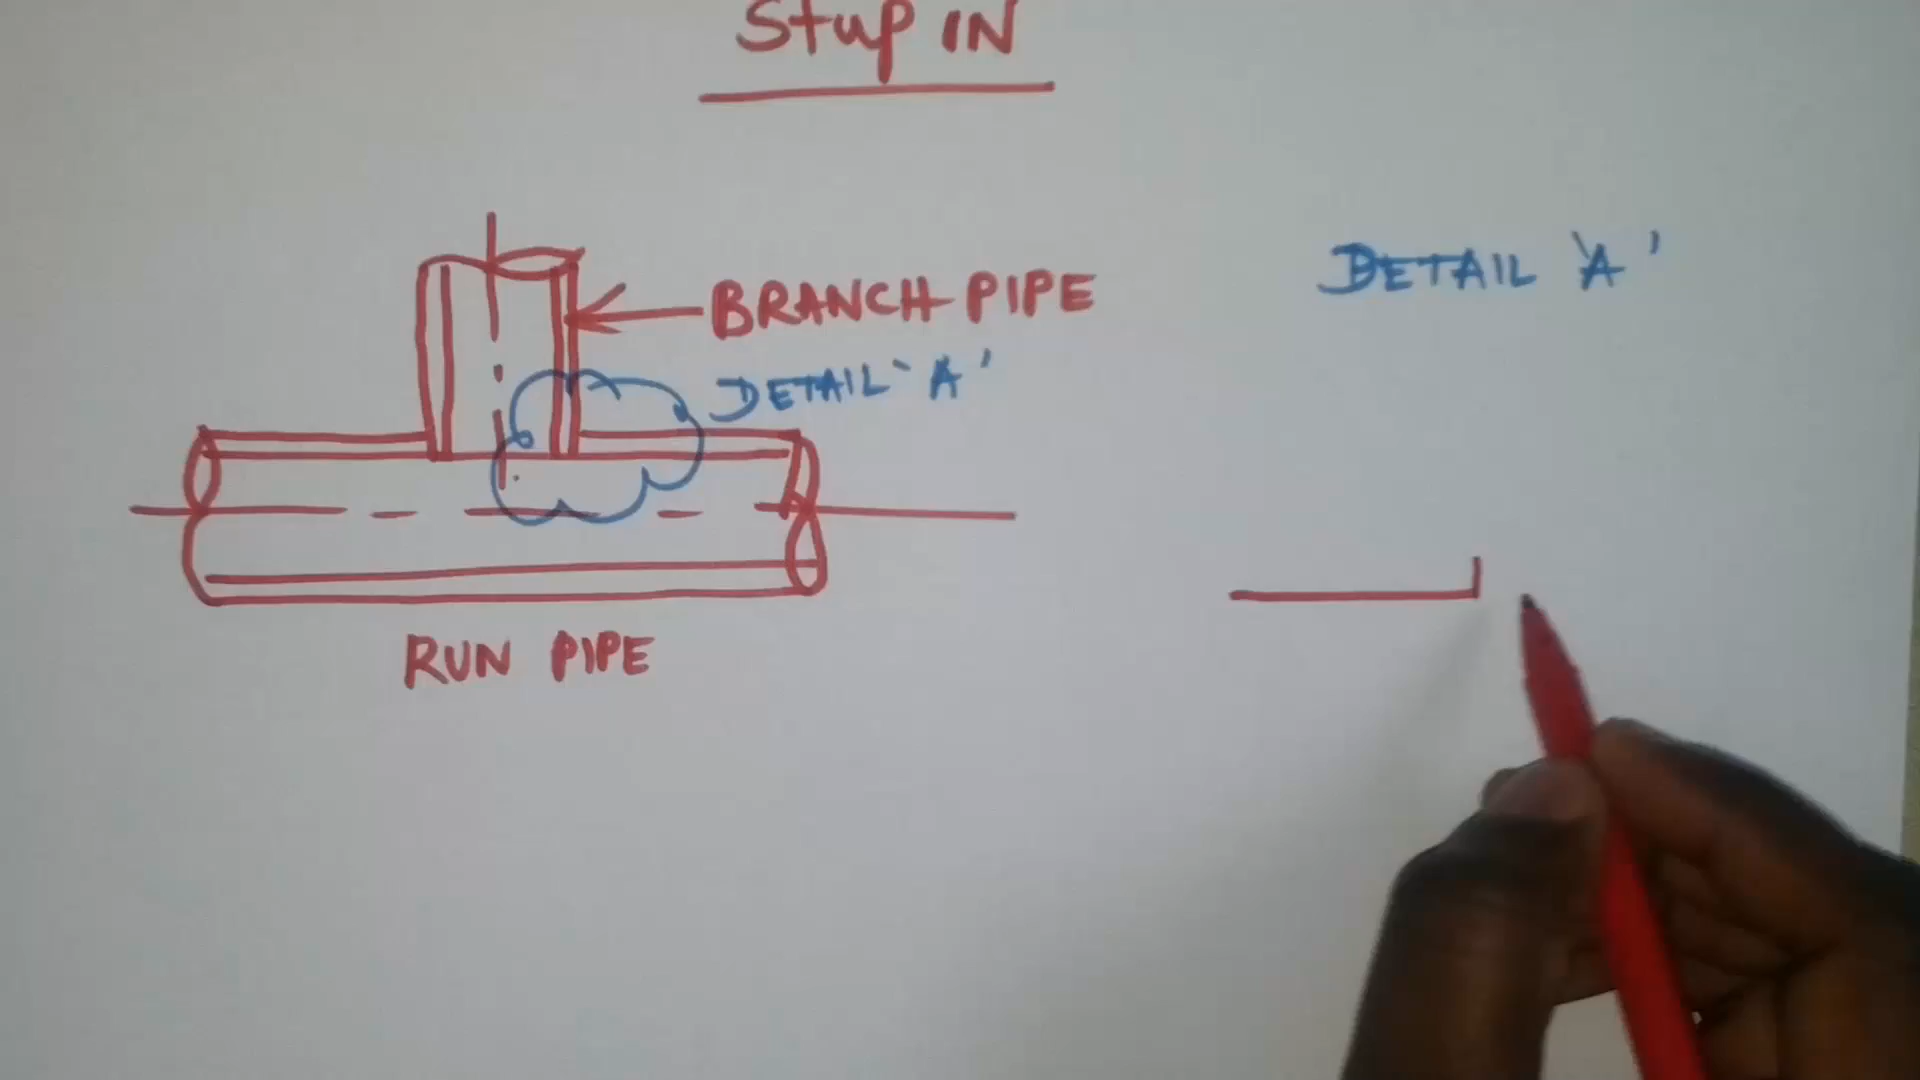 Stup IN
BRANCH PIPE
DETAIL 'A'
DETAIL 'A'
RUN PIPE